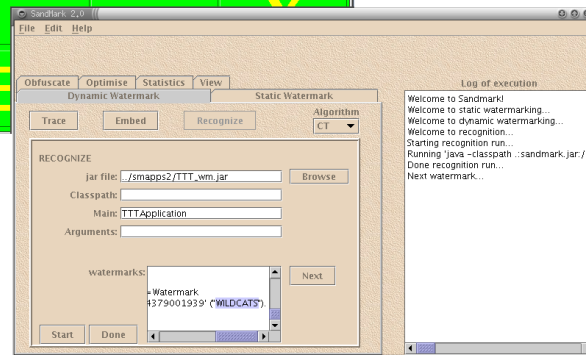 SandMark 2.0
File Edit Help
Obfuscate Optimise Statistics View
Dynamic Watermark Static Watermark
Trace Embed Recognize Algorithm
CT
RECOGNIZE
jar file: ../smapps2/TTT_wm.jar Browse
Classpath:
Main: TTTApplication
Arguments:
watermarks: Next
=Watermark
4379001939' ("WILDCATS").
Start Done
Log of execution
Welcome to Sandmark!
Welcome to static watermarking...
Welcome to dynamic watermarking...
Welcome to recognition...
Starting recognition run...
Running 'java -classpath .:sandmark.jar:/
Done recognition run...
Next watermark...